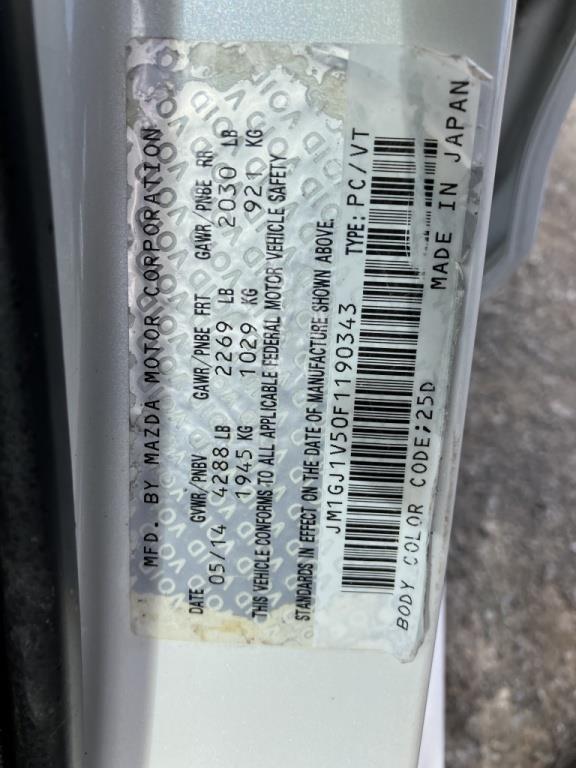 MFD. BY MAZDA MOTOR CORPORATION
DATE GVWR/PNBV GAWR/PNBE FRT GAWR/PNBE RR
05/14 4288 LB 2269 LB 2030 LB
1945 KG 1029 KG 921 KG
THIS VEHICLE CONFORMS TO ALL APPLICABLE FEDERAL MOTOR VEHICLE SAFETY
STANDARDS IN EFFECT ON THE DATE OF MANUFACTURE SHOWN ABOVE.
JM1GJ1V50F1190343 TYPE: PC/VT
BODY COLOR CODE;25D MADE IN JAPAN
VOID